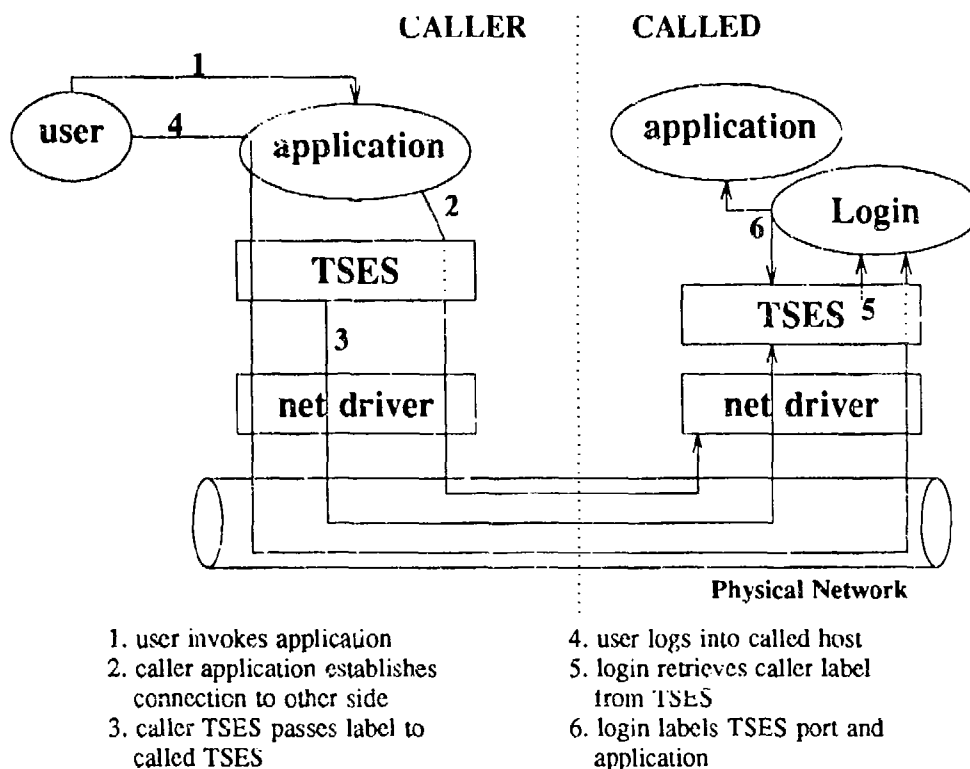 CALLER
CALLED
1
user
4
application
application
2
Login
6
TSES
TSES
5
3
net driver
net driver
Physical Network
1. user invokes application
2. caller application establishes
connection to other side
3. caller TSES passes label to
called TSES
4. user logs into called host
5. login retrieves caller label
from TSES
6. login labels TSES port and
application